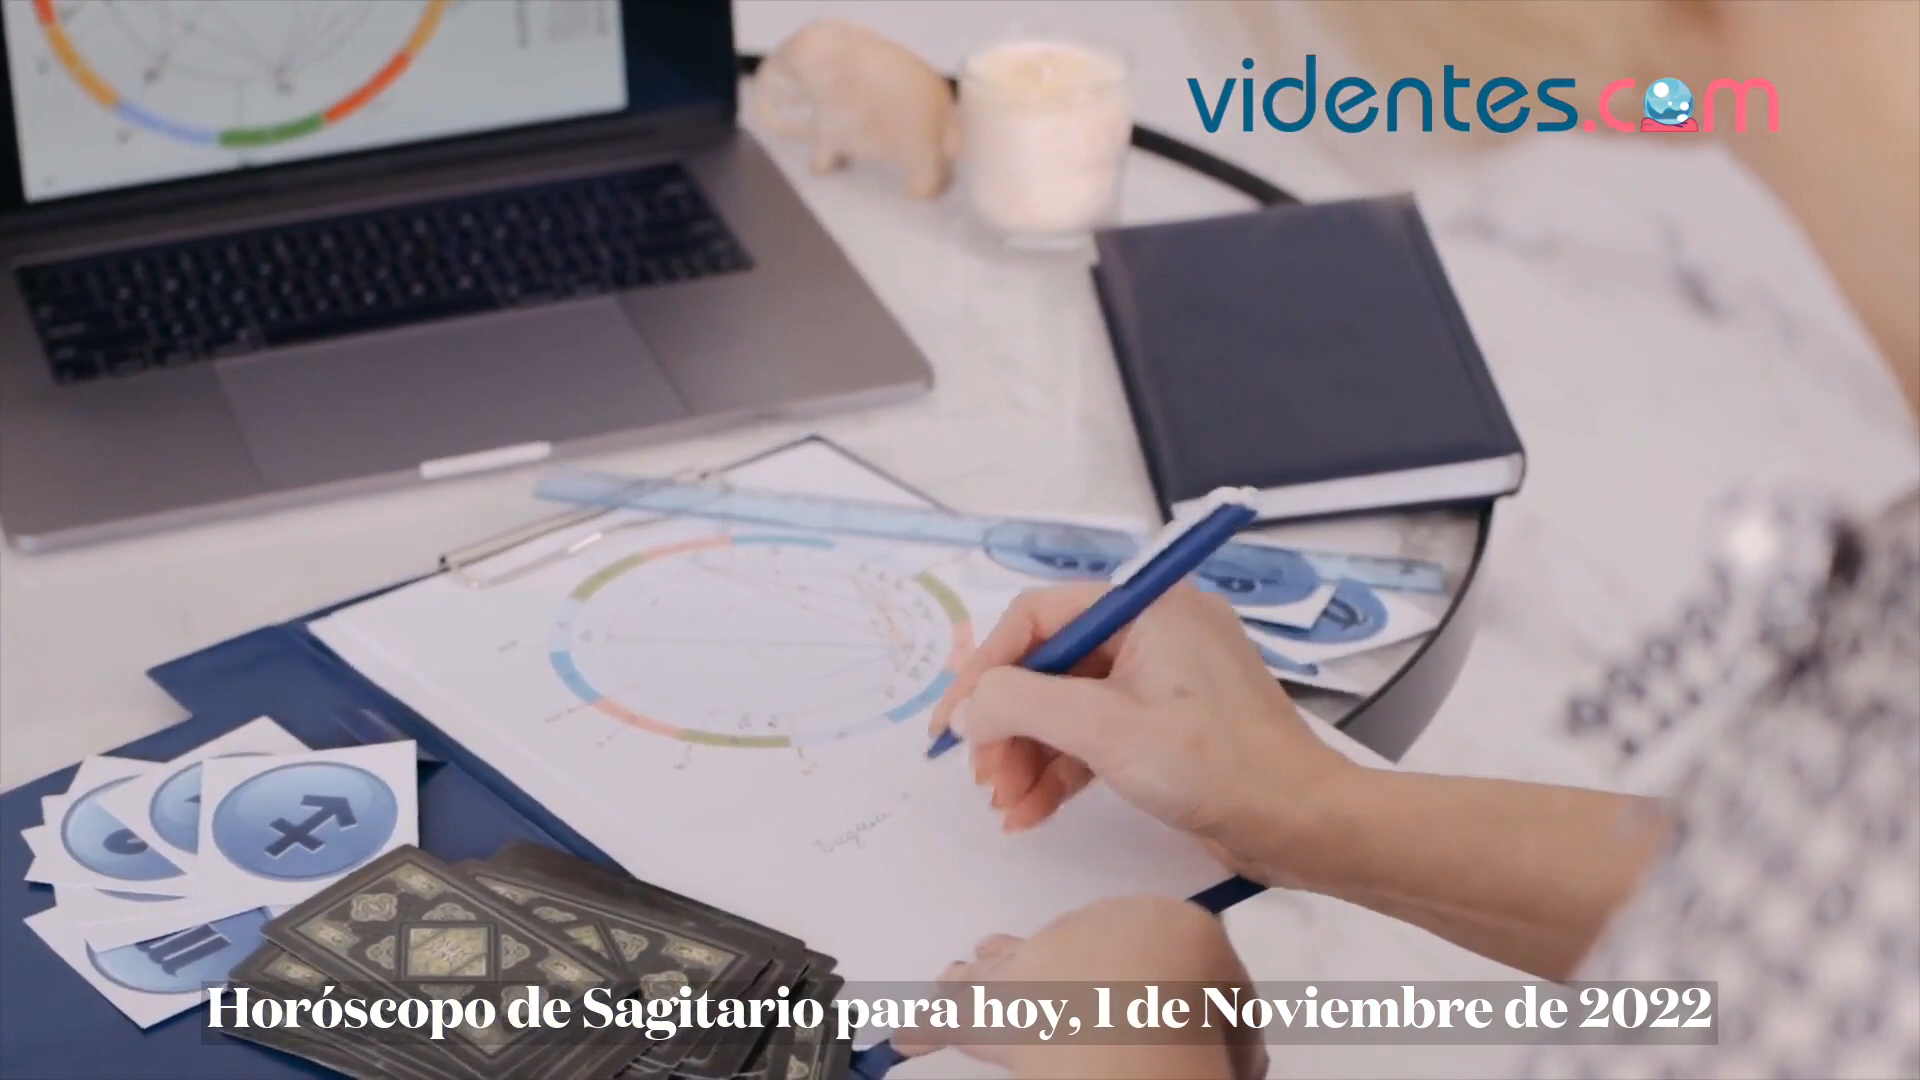 videntes.com
Horóscopo de Sagitario para hoy, 1 de Noviembre de 2022